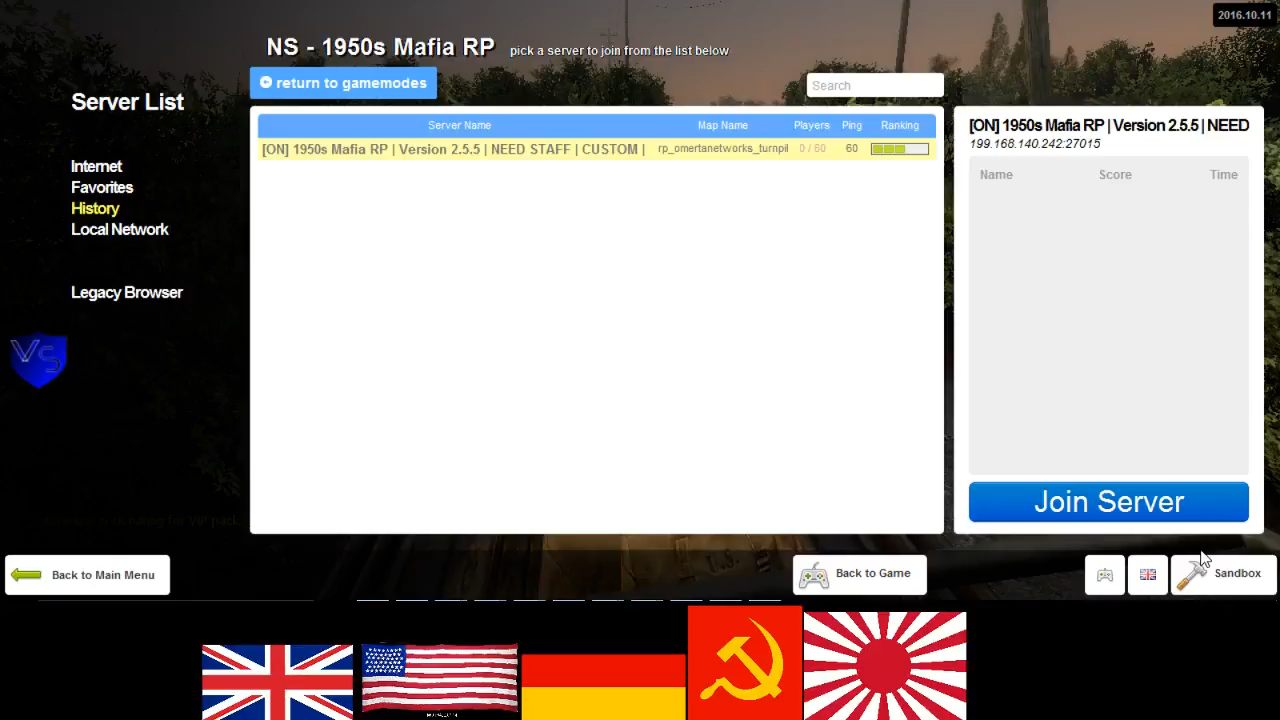 2016.10.11
NS - 1950s Mafia RP pick a server to join from the list below
return to gamemodes
Search
Server List
Internet
Favorites
History
Local Network
Legacy Browser
Server Name Map Name Players Ping Ranking
[ON] 1950s Mafia RP | Version 2.5.5 | NEED STAFF | CUSTOM | rp_omertanetworks_turnpil 0 / 60 60
[ON] 1950s Mafia RP | Version 2.5.5 | NEED
199.168.140.242:27015
Name Score Time
Join Server
VS
Back to Main Menu
Back to Game
Sandbox